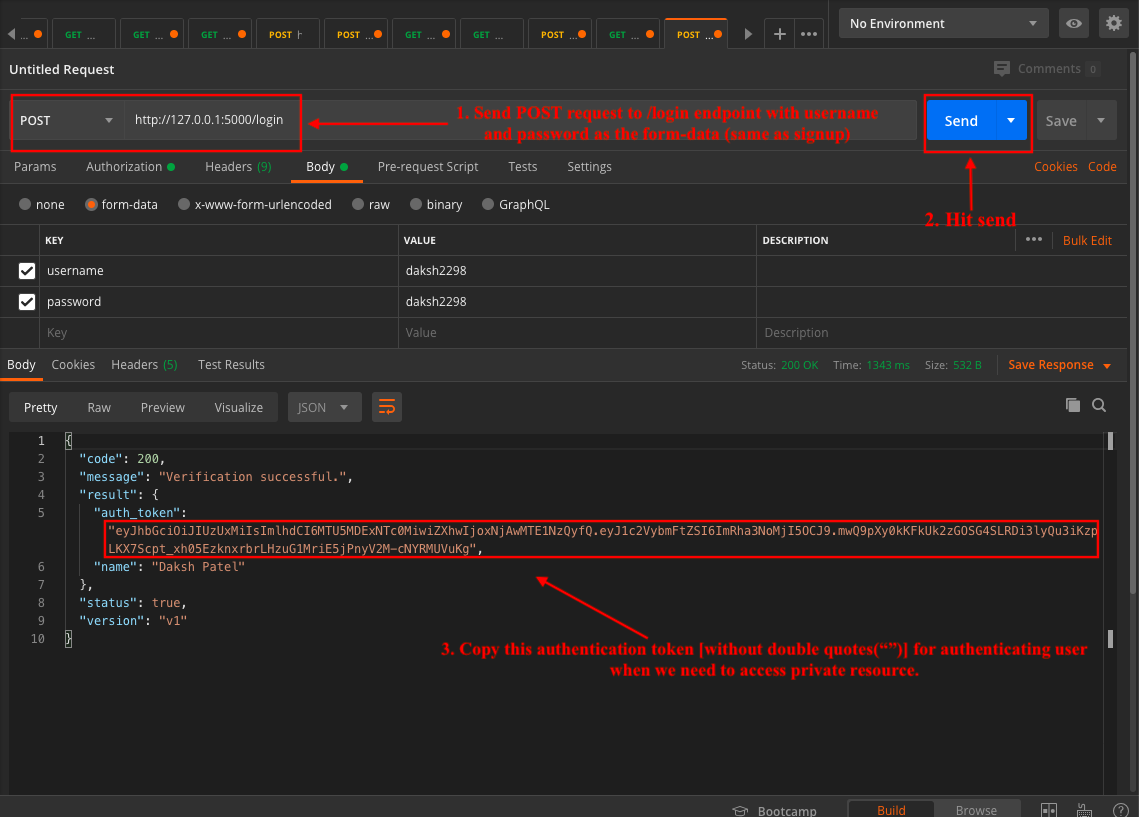 ... GET ... GET ... GET ... POST POST ... GET ... GET ... POST ... GET ... POST ... No Environment
Untitled Request Comments 0
POST http://127.0.0.1:5000/login Send Save
1. Send POST request to /login endpoint with username
and password as the form-data (same as signup)
Params Authorization Headers (9) Body Pre-request Script Tests Settings Cookies Code
none form-data x-www-form-urlencoded raw binary GraphQL
2. Hit send
KEY VALUE DESCRIPTION ••• Bulk Edit
username daksh2298
password daksh2298
Key Value Description
Body Cookies Headers (5) Test Results Status: 200 OK Time: 1343 ms Size: 532 B Save Response
Pretty Raw Preview Visualize JSON
1 {
2 "code": 200,
3 "message": "Verification successful.",
4 "result": {
5 "auth_token":
"eyJhbGciOiJIUzUxMiIsImlhdCI6MTU5MDExNTc0MiwiZXhwIjoxNjAwMTE1NzQyfQ.eyJ1c2VybmFtZSI6ImRha3NoMjI5OCJ9.mwQ9pXy0kKFkUk2zGOSG4SLRDi3lyQu3iKzp
LKX7Scpt_xh05EzknxrbrLHzuG1MriE5jPnyV2M-cNYRMUVuKg",
6 "name": "Daksh Patel"
7 },
8 "status": true,
9 "version": "v1"
10 }
3. Copy this authentication token [without double quotes(“”)] for authenticating user
when we need to access private resource.
Bootcamp Build Browse